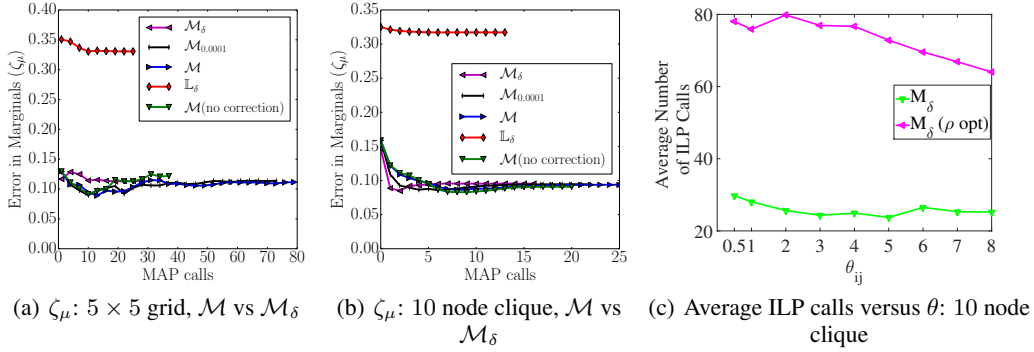 0.40
0.35
0.30
0.25
0.20
0.15
0.10
0.05
0.00
Error in Marginals (ζμ)
0 10 20 30 40 50 60 70 80
MAP calls
ℳδ
ℳ0.0001
ℳ
𝕃δ
ℳ(no correction)
(a) ζμ: 5 × 5 grid, ℳ vs ℳδ
0.35
0.30
0.25
0.20
0.15
0.10
0.05
0.00
Error in Marginals (ζμ)
0 5 10 15 20 25
MAP calls
ℳδ
ℳ0.0001
ℳ
𝕃δ
ℳ(no correction)
(b) ζμ: 10 node clique, ℳ vs
ℳδ
80
60
40
20
Average Number
of ILP Calls
0.5 1 2 3 4 5 6 7 8
θij
Mδ
Mδ (ρ opt)
(c) Average ILP calls versus θ: 10 node
clique